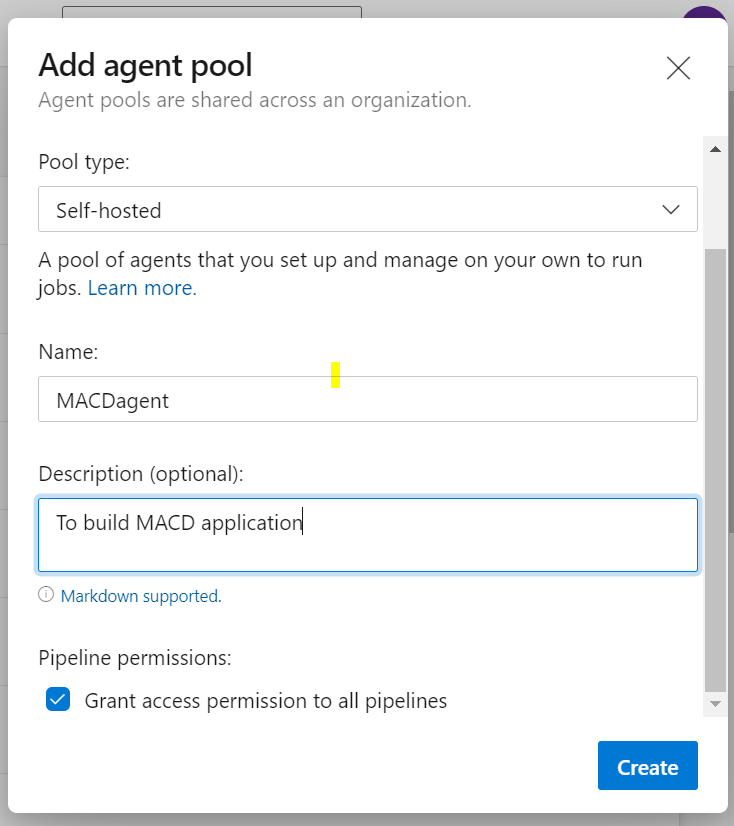 Add agent pool
Agent pools are shared across an organization.
Pool type:
Self-hosted
A pool of agents that you set up and manage on your own to run
jobs. Learn more.
Name:
MACDagent
Description (optional):
To build MACD application
Markdown supported.
Pipeline permissions:
Grant access permission to all pipelines
Create